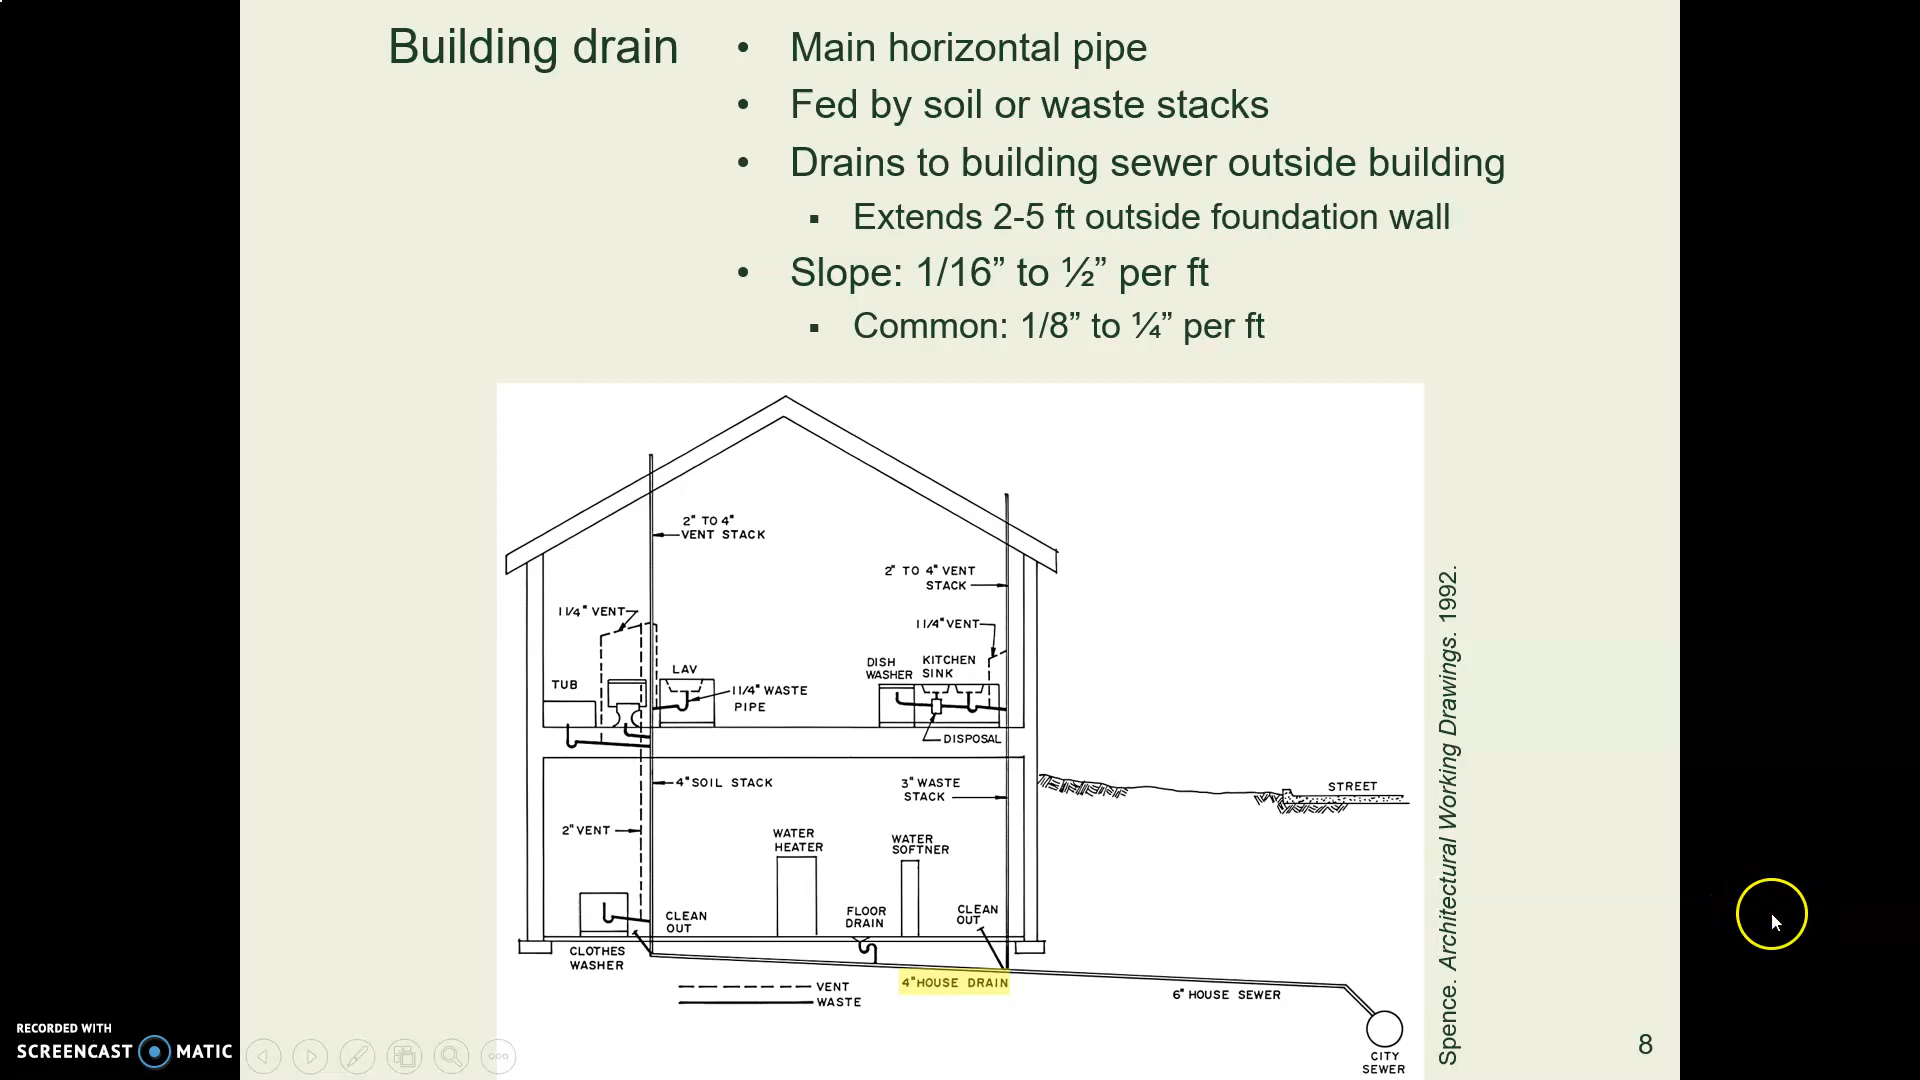 Building drain
• Main horizontal pipe
• Fed by soil or waste stacks
• Drains to building sewer outside building
▪ Extends 2-5 ft outside foundation wall
• Slope: 1/16” to ½” per ft
▪ Common: 1/8” to ¼” per ft
2" TO 4"
VENT STACK
2" TO 4" VENT
STACK
1 1/4" VENT
1 1/4" VENT
TUB
LAV
1 1/4" WASTE
PIPE
DISH
WASHER
KITCHEN
SINK
DISPOSAL
4" SOIL STACK
3" WASTE
STACK
STREET
2" VENT
WATER
HEATER
WATER
SOFTNER
CLEAN
OUT
FLOOR
DRAIN
CLEAN
OUT
CLOTHES
WASHER
4" HOUSE DRAIN
6" HOUSE SEWER
VENT
WASTE
CITY
SEWER
Spence. Architectural Working Drawings. 1992.
8
RECORDED WITH
SCREENCAST MATIC